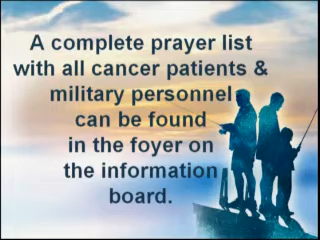 A complete prayer list
with all cancer patients &
military personnel
can be found
in the foyer on
the information
board.